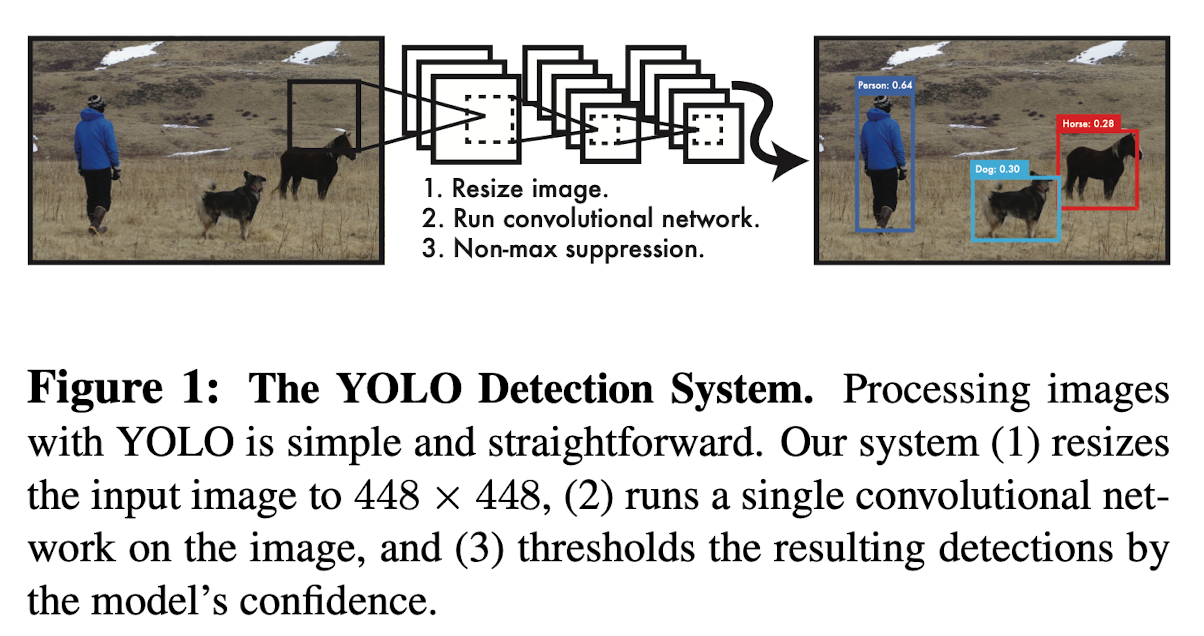 Person: 0.64
Horse: 0.28
Dog: 0.30
1. Resize image.
2. Run convolutional network.
3. Non-max suppression.
Figure 1: The YOLO Detection System. Processing images
with YOLO is simple and straightforward. Our system (1) resizes
the input image to 448 × 448, (2) runs a single convolutional net-
work on the image, and (3) thresholds the resulting detections by
the model’s confidence.